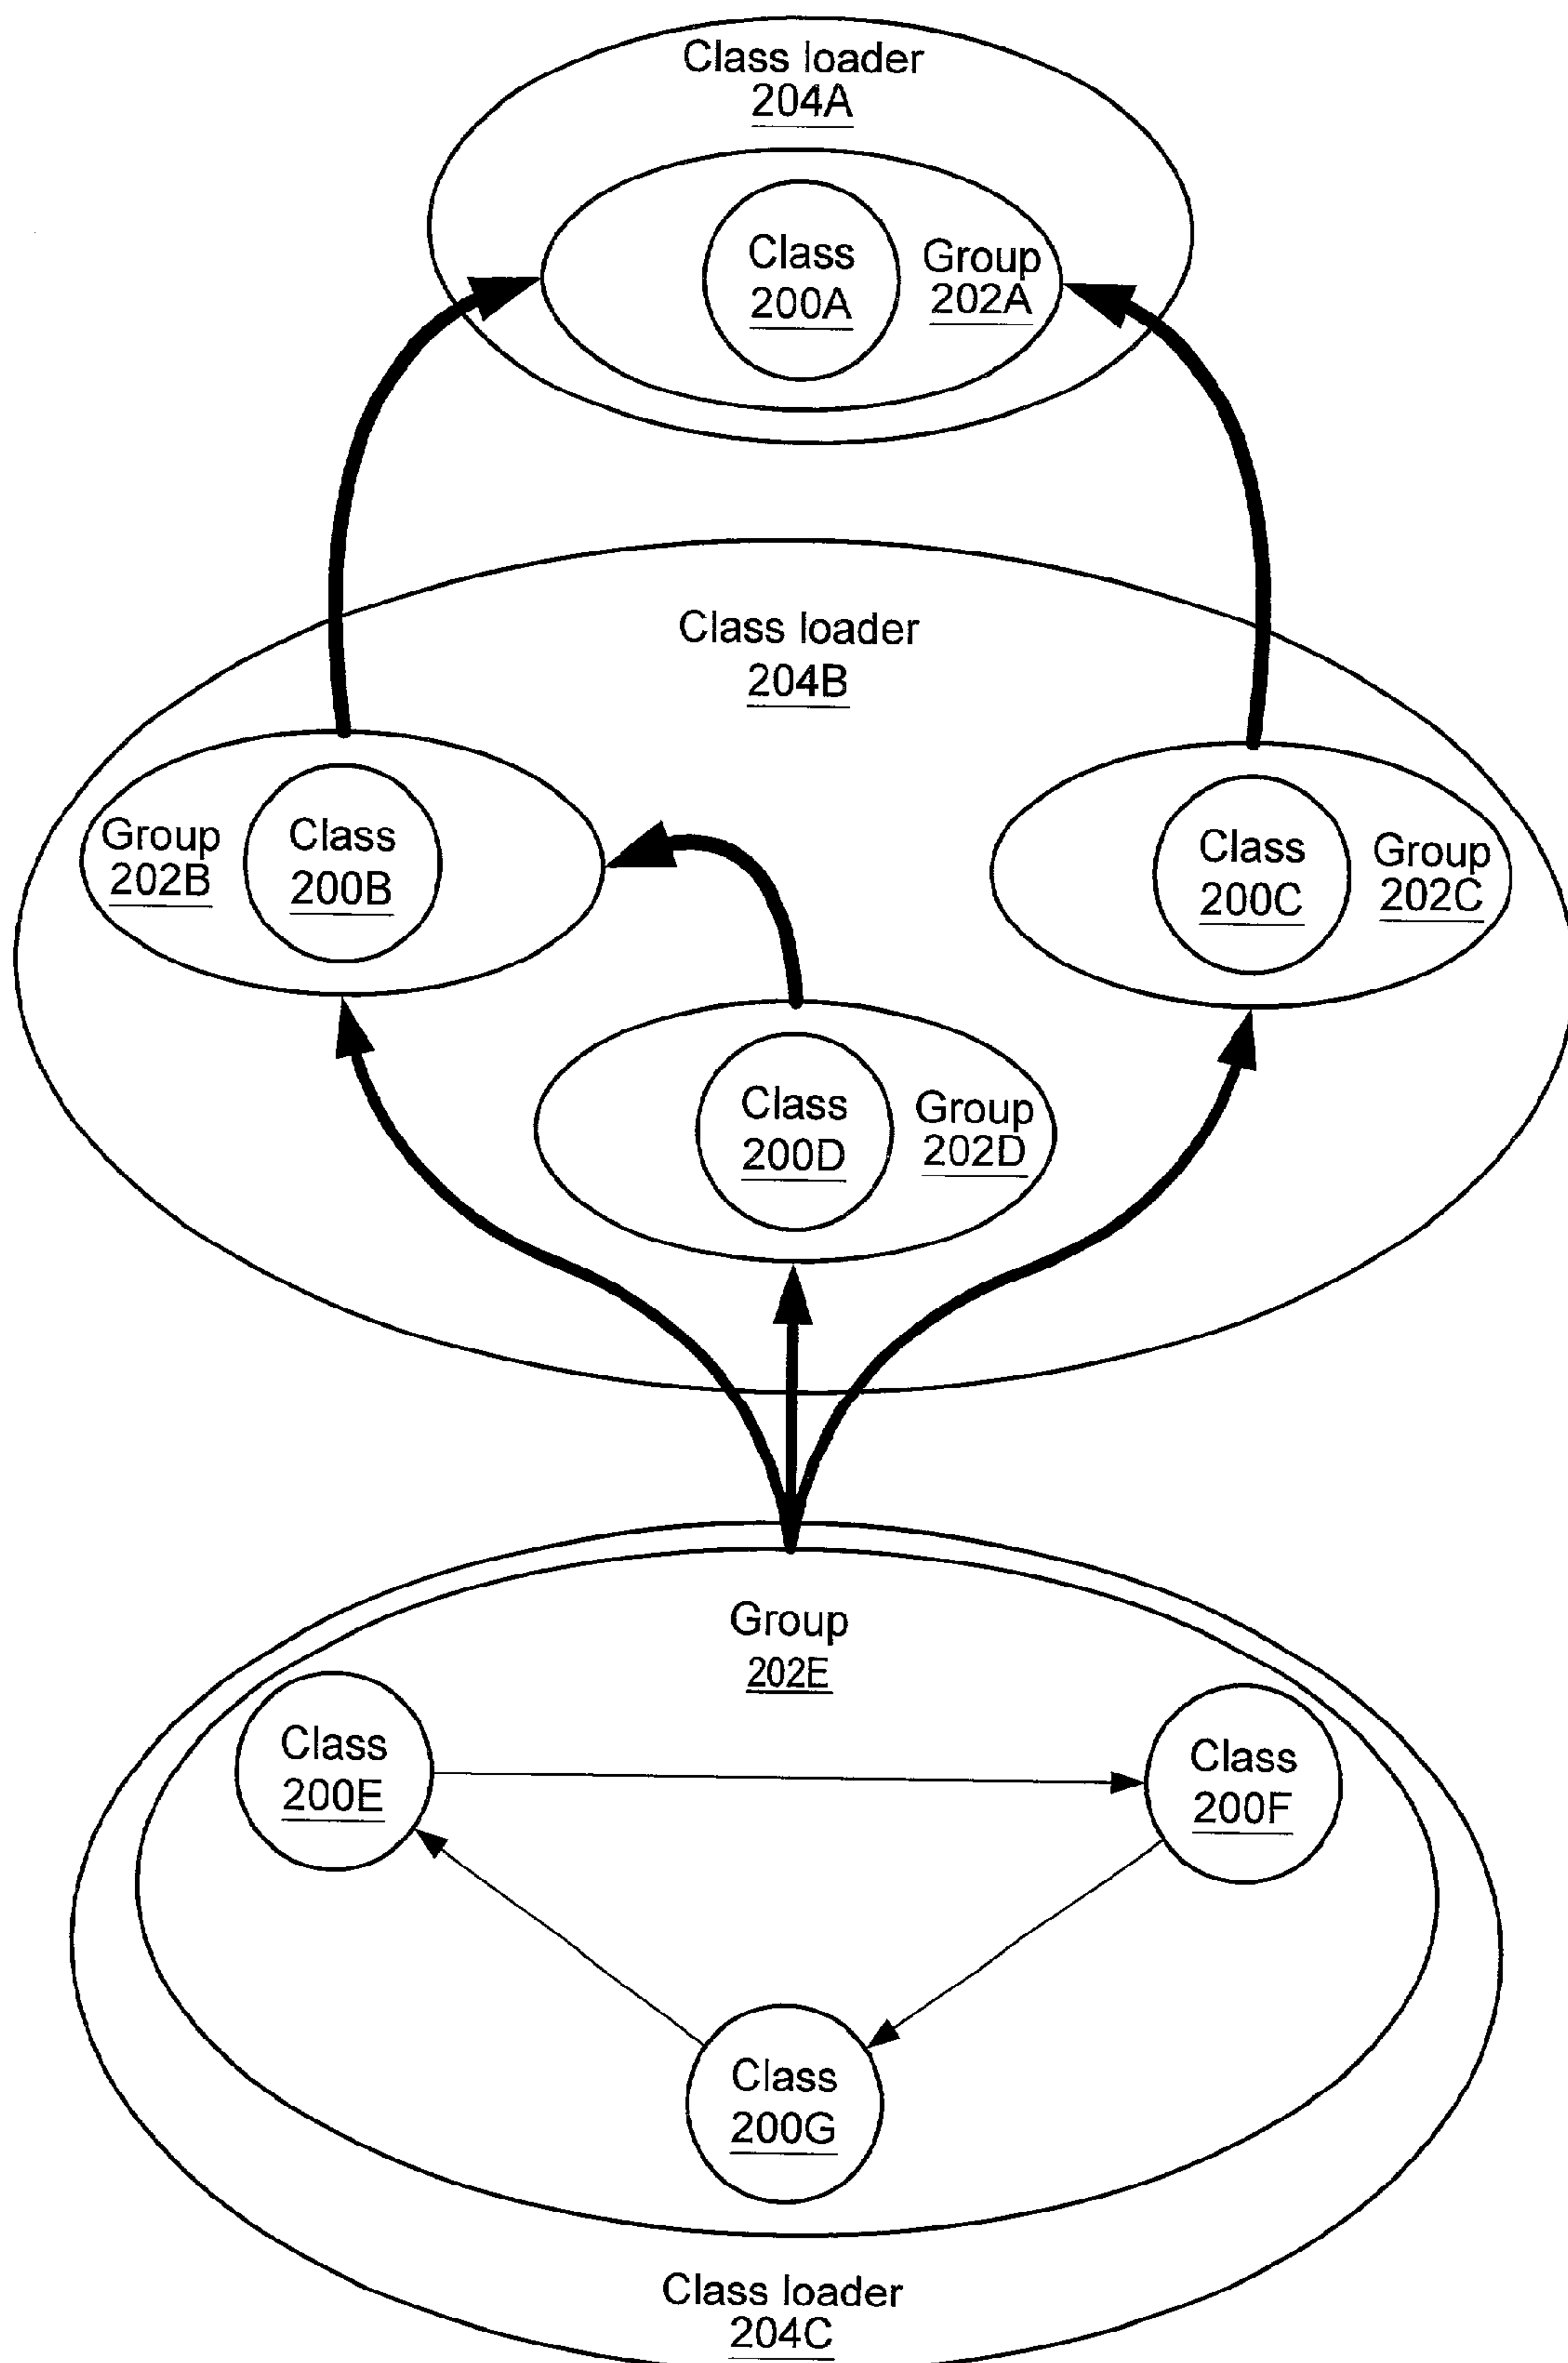 Class loader
204A
Class
200A
Group
202A
Class loader
204B
Group
202B
Class
200B
Class
200C
Group
202C
Class
200D
Group
202D
Group
202E
Class
200E
Class
200F
Class
200G
Class loader
204C